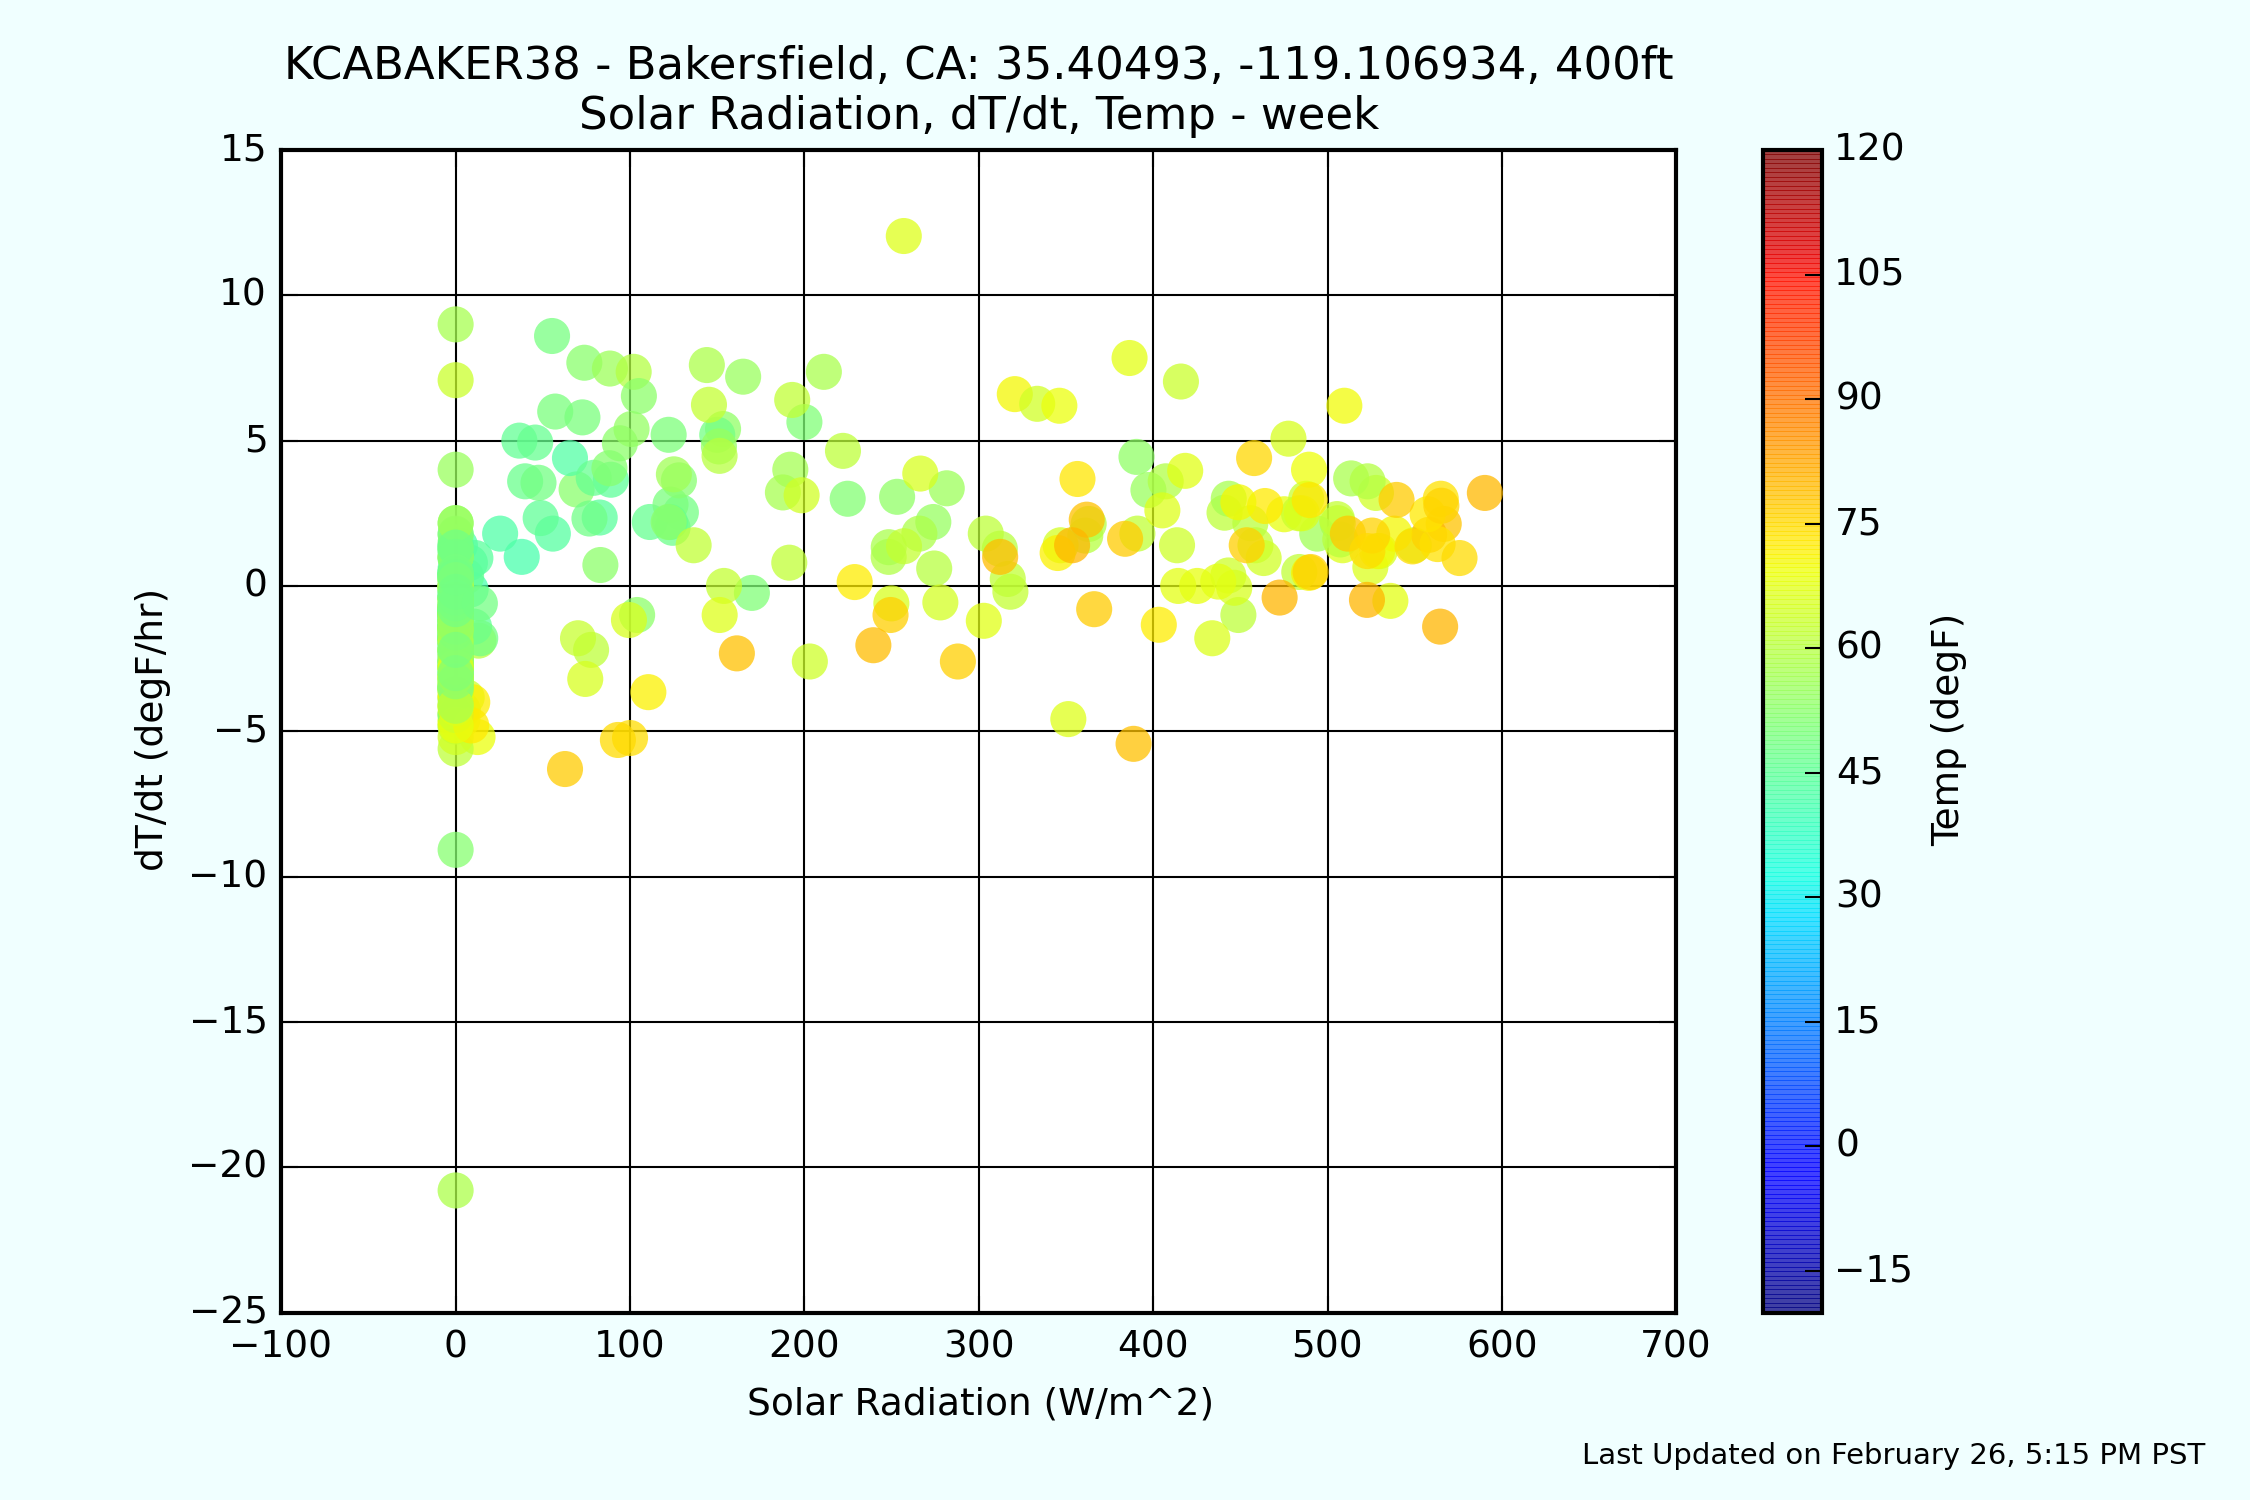 KCABAKER38 - Bakersfield, CA: 35.40493, -119.106934, 400ft
Solar Radiation, dT/dt, Temp - week
15
10
5
0
−5
−10
−15
−20
−25
dT/dt (degF/hr)
−100 0 100 200 300 400 500 600 700
Solar Radiation (W/m^2)
120
105
90
75
60
45
30
15
0
−15
Temp (degF)
Last Updated on February 26, 5:15 PM PST